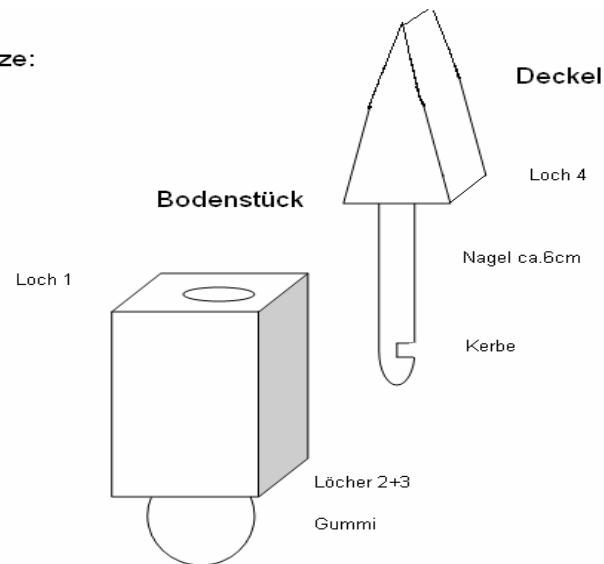 ze:
Deckel
Loch 4
Bodenstück
Nagel ca.6cm
Loch 1
Kerbe
Löcher 2+3
Gummi